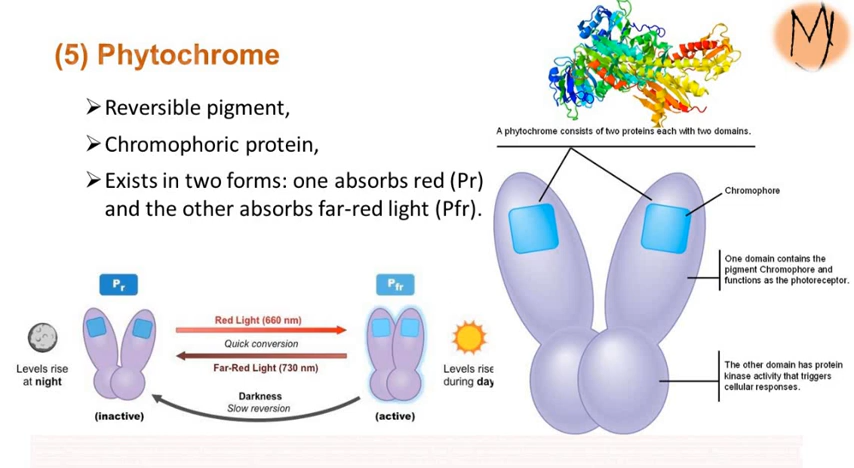 (5) Phytochrome
➢Reversible pigment,
➢Chromophoric protein,
➢Exists in two forms: one absorbs red (Pr)
and the other absorbs far-red light (Pfr).
MJ
A phytochrome consists of two proteins each with two domains.
Chromophore
One domain contains the
pigment Chromophore and
functions as the photoreceptor.
The other domain has protein
kinase activity that triggers
cellular responses.
Pr
Pfr
Red Light (660 nm)
Quick conversion
Far-Red Light (730 nm)
Levels rise
at night
Levels rise
during day
Darkness
Slow reversion
(inactive)
(active)